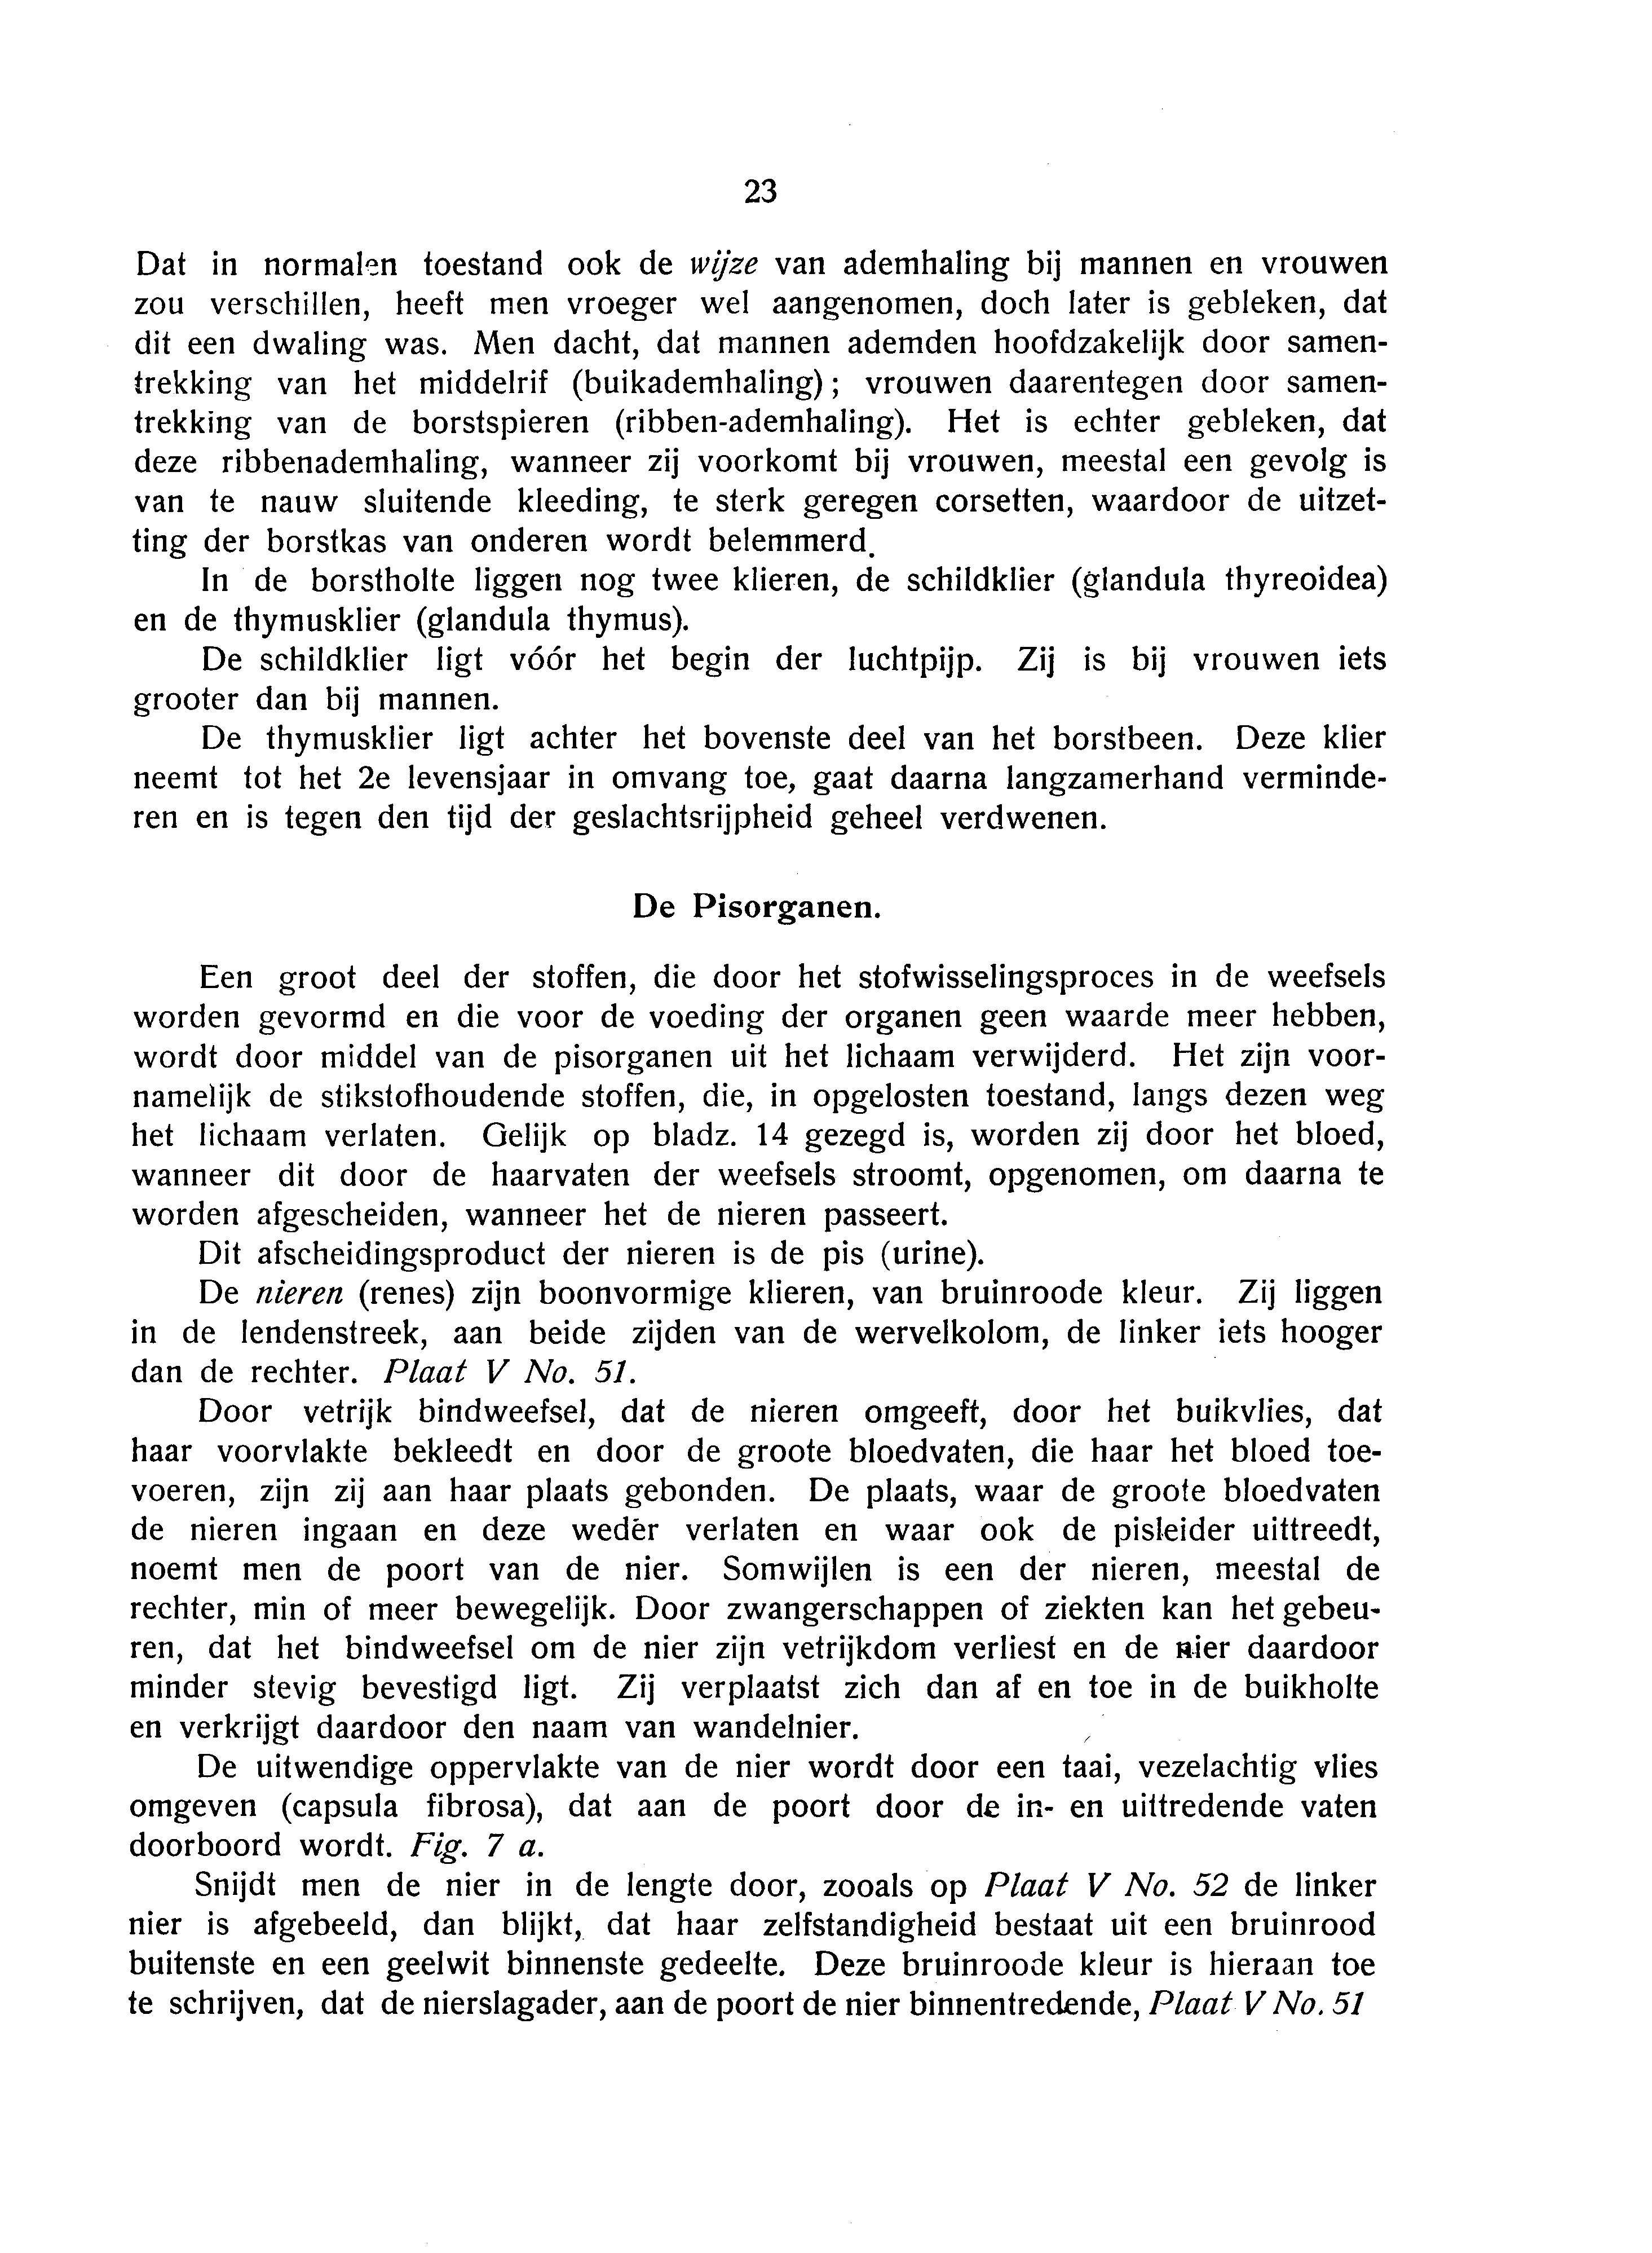 23
Dat in normalen toestand ook de wijze van ademhaling bij mannen en vrouwen
zou verschillen, heeft men vroeger wel aangenomen, doch later is gebleken, dat
dit een dwaling was. Men dacht, dat mannen ademden hoofdzakelijk door samen-
trekking van het middelrif (buikademhaling); vrouwen daarentegen door samen-
trekking van de borstspieren (ribben-ademhaling). Het is echter gebleken, dat
deze ribbenademhaling, wanneer zij voorkomt bij vrouwen, meestal een gevolg is
van te nauw sluitende kleeding, te sterk geregen corsetten, waardoor de uitzet-
ting der borstkas van onderen wordt belemmerd.
In de borstholte liggen nog twee klieren, de schildklier (glandula thyreoidea)
en de thymusklier (glandula thymus).
De schildklier ligt vóór het begin der luchtpijp. Zij is bij vrouwen iets
grooter dan bij mannen.
De thymusklier ligt achter het bovenste deel van het borstbeen. Deze klier
neemt tot het 2e levensjaar in omvang toe, gaat daarna langzamerhand verminde-
ren en is tegen den tijd der geslachtsrijpheid geheel verdwenen.
De Pisorganen.
Een groot deel der stoffen, die door het stofwisselingsproces in de weefsels
worden gevormd en die voor de voeding der organen geen waarde meer hebben,
wordt door middel van de pisorganen uit het lichaam verwijderd. Het zijn voor-
namelijk de stikstofhoudende stoffen, die, in opgelosten toestand, langs dezen weg
het lichaam verlaten. Gelijk op bladz. 14 gezegd is, worden zij door het bloed,
wanneer dit door de haarvaten der weefsels stroomt, opgenomen, om daarna te
worden afgescheiden, wanneer het de nieren passeert.
Dit afscheidingsproduct der nieren is de pis (urine).
De nieren (renes) zijn boonvormige klieren, van bruinroode kleur. Zij liggen
in de lendenstreek, aan beide zijden van de wervelkolom, de linker iets hooger
dan de rechter. Plaat V No. 51.
Door vetrijk bindweefsel, dat de nieren omgeeft, door het buikvlies, dat
haar voorvlakte bekleedt en door de groote bloedvaten, die haar het bloed toe-
voeren, zijn zij aan haar plaats gebonden. De plaats, waar de groote bloedvaten
de nieren ingaan en deze weder verlaten en waar ook de pisleider uittreedt,
noemt men de poort van de nier. Somwijlen is een der nieren, meestal de
rechter, min of meer bewegelijk. Door zwangerschappen of ziekten kan het gebeu-
ren, dat het bindweefsel om de nier zijn vetrijkdom verliest en de nier daardoor
minder stevig bevestigd ligt. Zij verplaatst zich dan af en toe in de buikholte
en verkrijgt daardoor den naam van wandelnier.
De uitwendige oppervlakte van de nier wordt door een taai, vezelachtig vlies
omgeven (capsula fibrosa), dat aan de poort door de in- en uittredende vaten
doorboord wordt. Fig. 7 a.
Snijdt men de nier in de lengte door, zooals op Plaat V No. 52 de linker
nier is afgebeeld, dan blijkt, dat haar zelfstandigheid bestaat uit een bruinrood
buitenste en een geelwit binnenste gedeelte. Deze bruinroode kleur is hieraan toe
te schrijven, dat de nierslagader, aan de poort de nier binnentredende, Plaat V No. 51